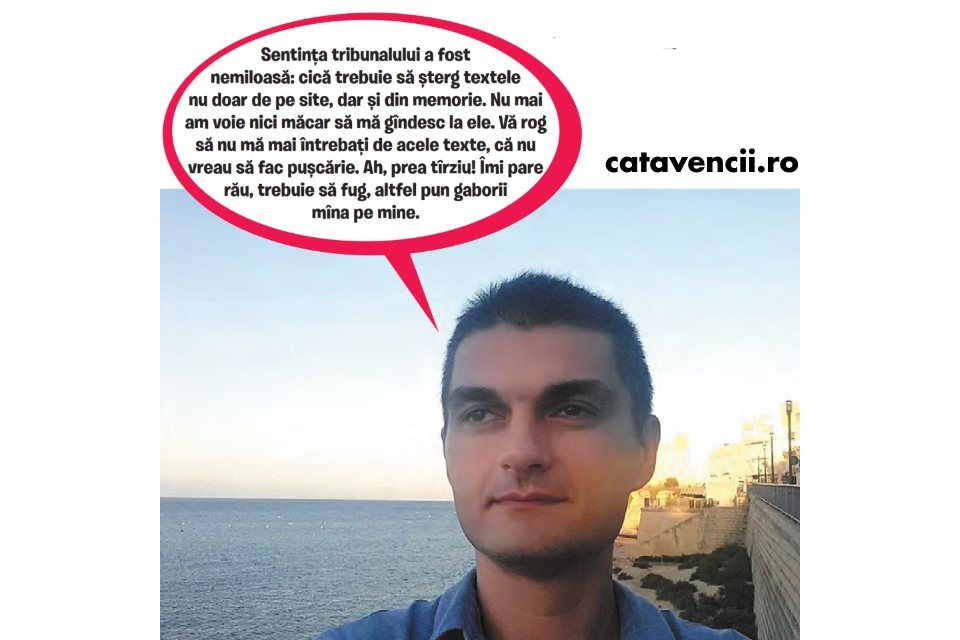 Sentința tribunalului a fost
nemiloasă: cică trebuie să șterg textele
nu doar de pe site, dar și din memorie. Nu mai
am voie nici măcar să mă gîndesc la ele. Vă rog
să nu mă mai întrebați de acele texte, că nu
vreau să fac pușcărie. Ah, prea tîrziu! Îmi pare
rău, trebuie să fug, altfel pun gaborii
mîna pe mine.
catavencii.ro